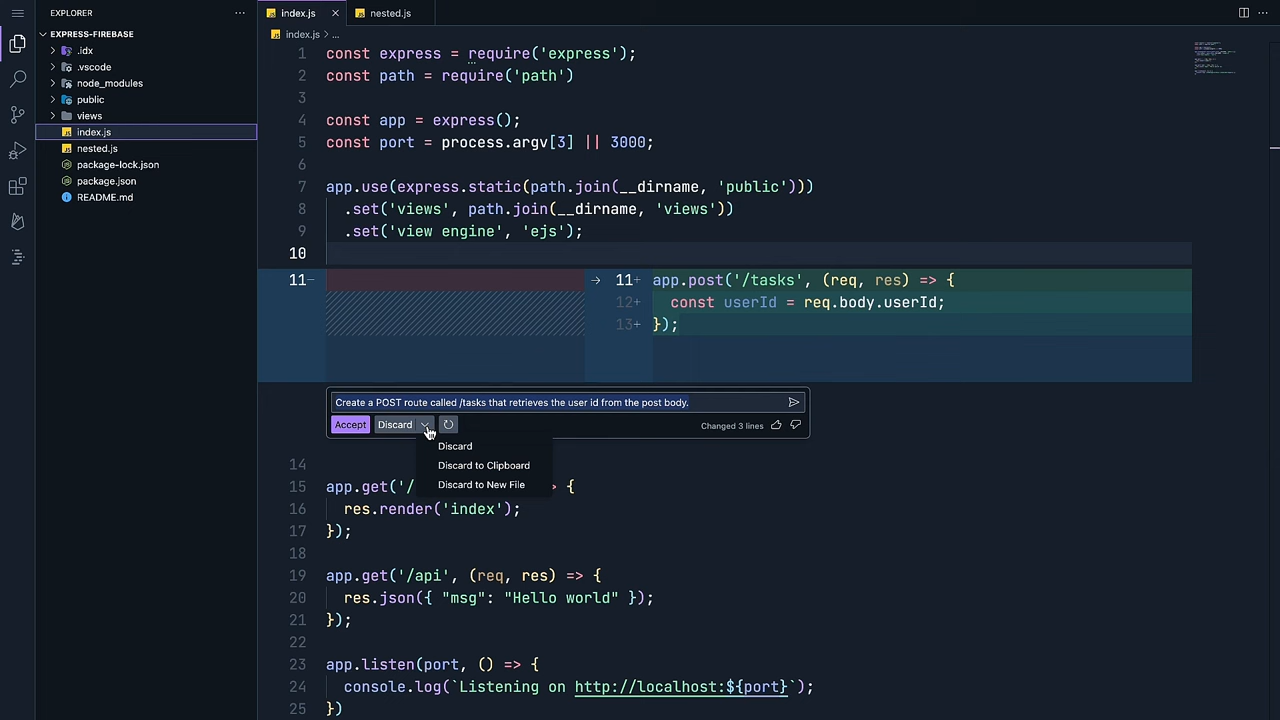 EXPLORER
EXPRESS-FIREBASE
.idx
.vscode
node_modules
public
views
index.js
nested.js
package-lock.json
package.json
README.md
index.js
nested.js
index.js > ...
1 const express = require('express');
2 const path = require('path')
3
4 const app = express();
5 const port = process.argv[3] || 3000;
6
7 app.use(express.static(path.join(__dirname, 'public')))
8 .set('views', path.join(__dirname, 'views'))
9 .set('view engine', 'ejs');
10
11− → 11+ app.post('/tasks', (req, res) => {
12+ const userId = req.body.userId;
13+ });
Create a POST route called /tasks that retrieves the user id from the post body.
Accept Discard Changed 3 lines
Discard
Discard to Clipboard
Discard to New File
14
15 app.get('/ > {
16 res.render('index');
17 });
18
19 app.get('/api', (req, res) => {
20 res.json({ "msg": "Hello world" });
21 });
22
23 app.listen(port, () => {
24 console.log(`Listening on http://localhost:${port}`);
25 })